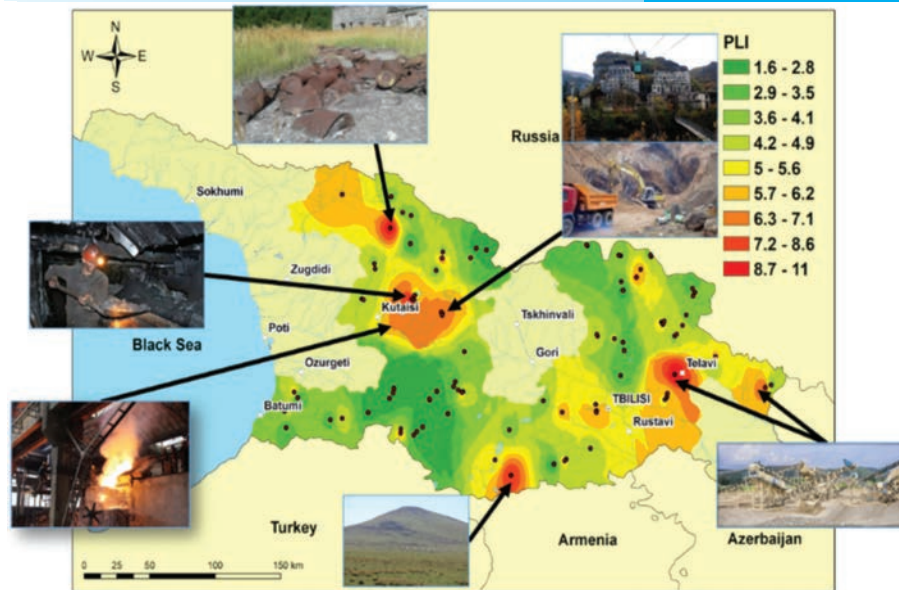 N
W E
S
PLI
1.6 - 2.8
2.9 - 3.5
3.6 - 4.1
4.2 - 4.9
5 - 5.6
5.7 - 6.2
6.3 - 7.1
7.2 - 8.6
8.7 - 11
Russia
Sokhumi
Zugdidi
Kutaisi
Tskhinvali
Black Sea
Poti
Gori
Telavi
Ozurgeti
Batumi
TBILISI
Rustavi
Turkey
Armenia
Azerbaijan
0 25 50 100 150 km